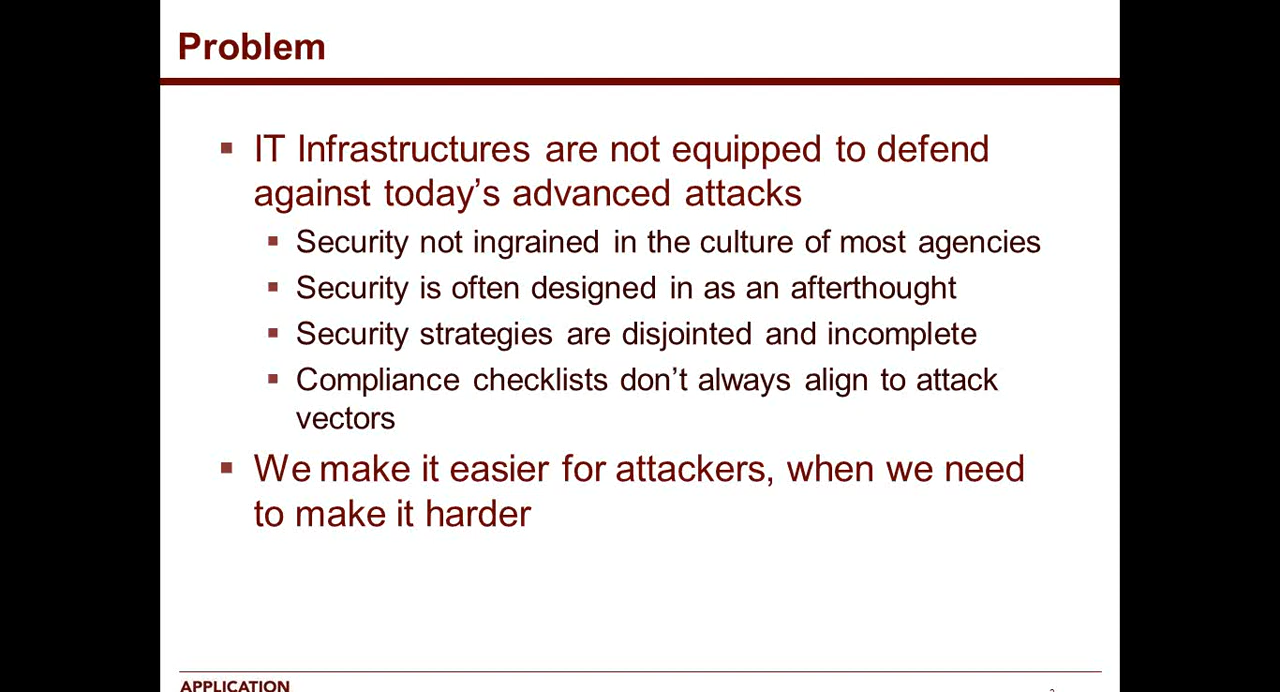 Problem
IT Infrastructures are not equipped to defend
against today’s advanced attacks
Security not ingrained in the culture of most agencies
Security is often designed in as an afterthought
Security strategies are disjointed and incomplete
Compliance checklists don’t always align to attack
vectors
We make it easier for attackers, when we need
to make it harder
APPLICATION